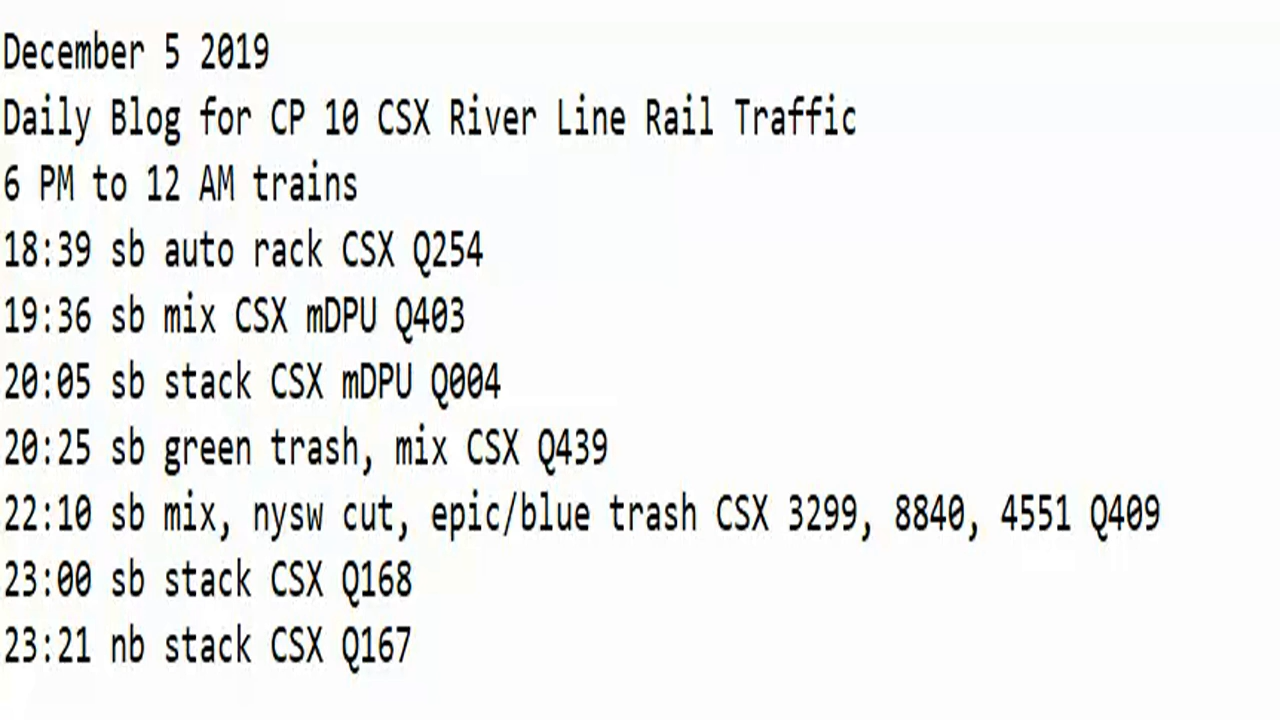 December 5 2019
Daily Blog for CP 10 CSX River Line Rail Traffic
6 PM to 12 AM trains
18:39 sb auto rack CSX Q254
19:36 sb mix CSX mDPU Q403
20:05 sb stack CSX mDPU Q004
20:25 sb green trash, mix CSX Q439
22:10 sb mix, nysw cut, epic/blue trash CSX 3299, 8840, 4551 Q409
23:00 sb stack CSX Q168
23:21 nb stack CSX Q167